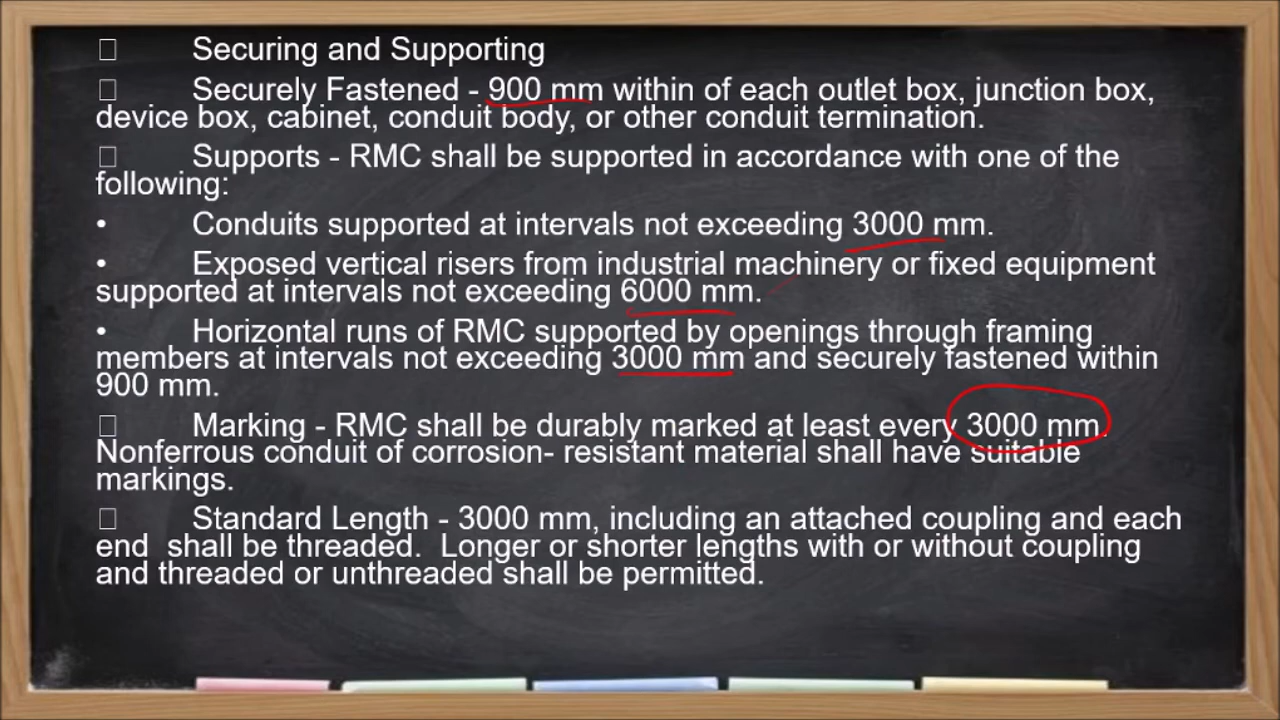 Securing and Supporting
Securely Fastened - 900 mm within of each outlet box, junction box,
device box, cabinet, conduit body, or other conduit termination.
Supports - RMC shall be supported in accordance with one of the
following:
• Conduits supported at intervals not exceeding 3000 mm.
• Exposed vertical risers from industrial machinery or fixed equipment
supported at intervals not exceeding 6000 mm.
• Horizontal runs of RMC supported by openings through framing
members at intervals not exceeding 3000 mm and securely fastened within
900 mm.
Marking - RMC shall be durably marked at least every 3000 mm.
Nonferrous conduit of corrosion- resistant material shall have suitable
markings.
Standard Length - 3000 mm, including an attached coupling and each
end shall be threaded. Longer or shorter lengths with or without coupling
and threaded or unthreaded shall be permitted.